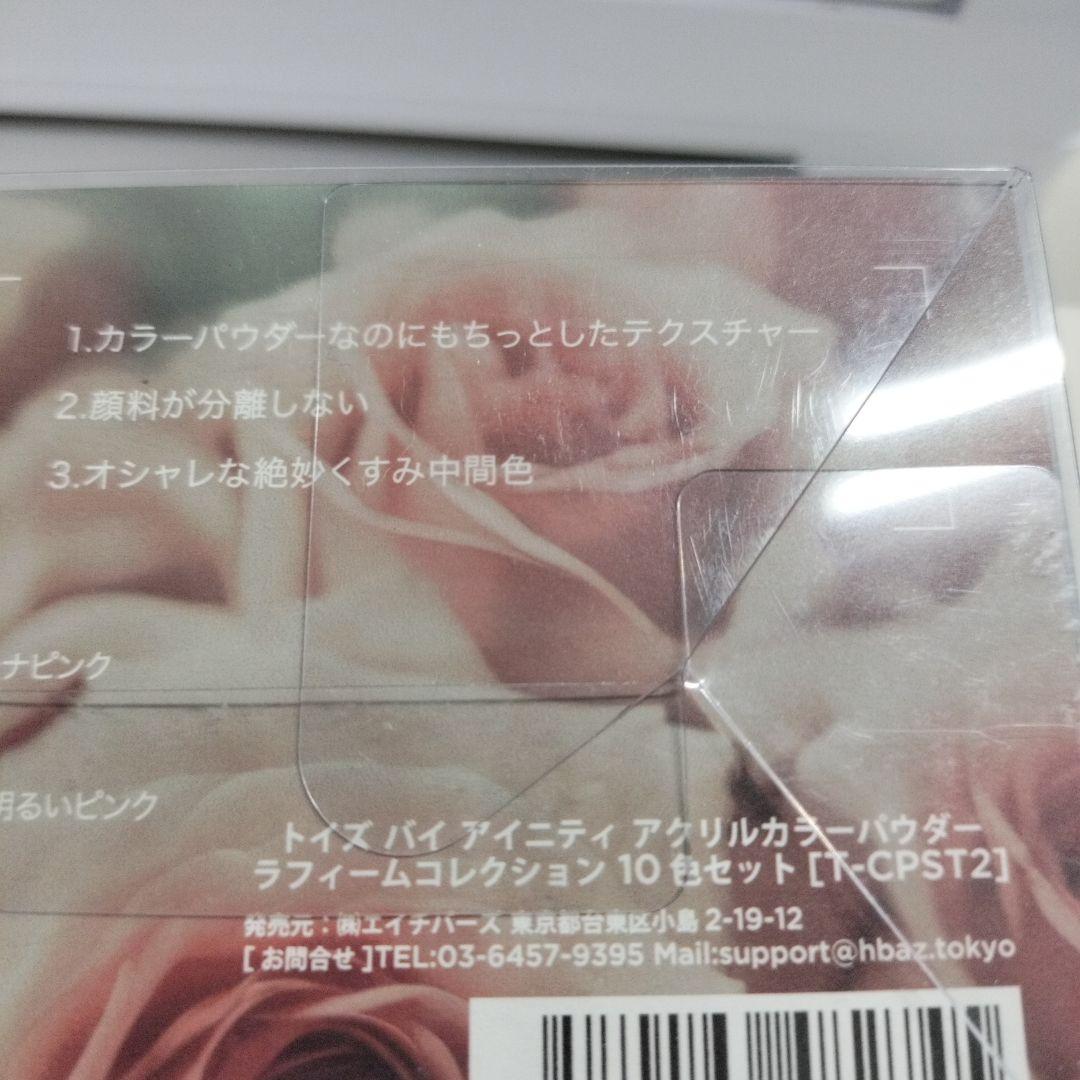 1.カラーパウダーなのにもちっとしたテクスチャー
2.顔料が分離しない
3.オシャレな絶妙くすみ中間色
ナピンク
明るいピンク
トイズ バイ アイニティ アクリルカラーパウダー
ラフィームコレクション 10色セット [T-CPST2]
発売元:㈱エイチバーズ 東京都台東区小島 2-19-12
[お問合せ]TEL:03-6457-9395 Mail:support@hbaz.tokyo